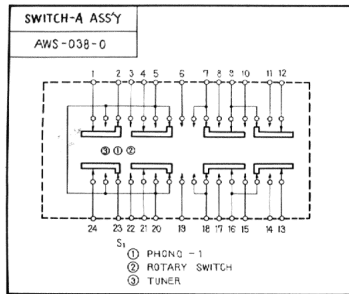 SWITCH-A ASS'Y
AWS-038-0
1 2 3 4 5 6 7 8 9 10 11 12
③ ① ②
24 23 22 21 20 19 18 17 16 15 14 13
S₁
① PHONO - 1
② ROTARY SWITCH
③ TUNER